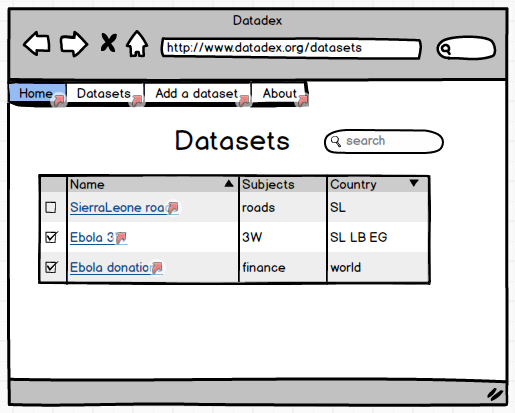 Datadex
http://www.datadex.org/datasets
Home Datasets Add a dataset About
Datasets
search
Name Subjects Country
SierraLeone roa roads SL
Ebola 3 3W SL LB EG
Ebola donatio finance world